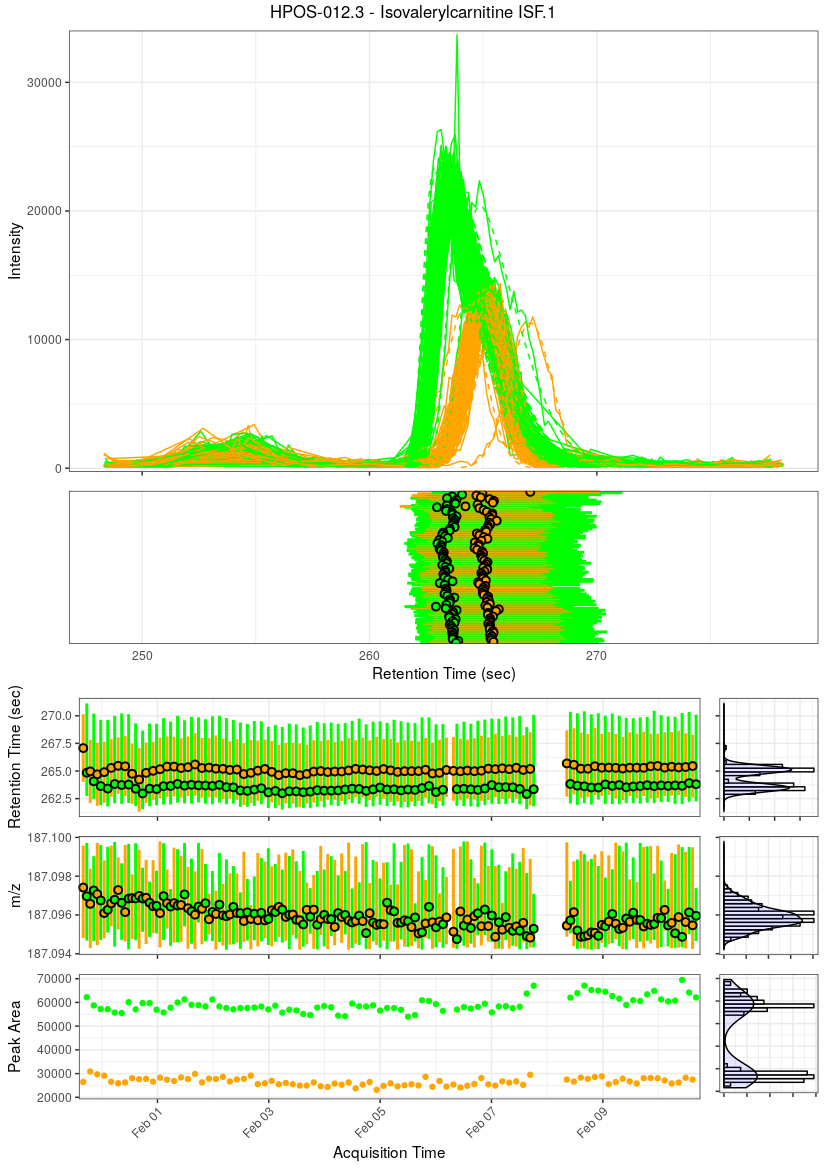 HPOS-012.3 - Isovalerylcarnitine ISF.1
30000
20000
10000
0
Intensity
250
260
270
Retention Time (sec)
270.0
267.5
265.0
262.5
Retention Time (sec)
187.100
187.098
187.096
187.094
m/z
70000
60000
50000
40000
30000
20000
Peak Area
Feb 01
Feb 03
Feb 05
Feb 07
Feb 09
Acquisition Time